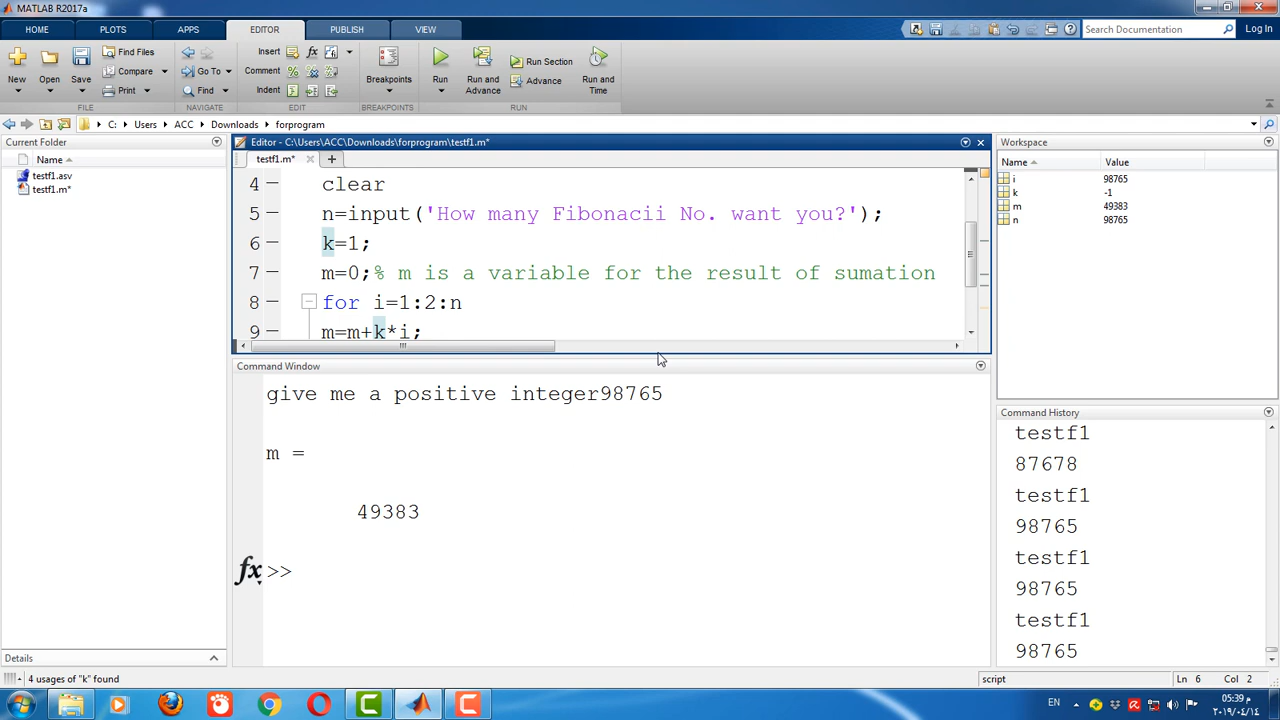 MATLAB R2017a
HOME PLOTS APPS EDITOR PUBLISH VIEW
Search Documentation Log In
New Open Save Find Files Compare Print
Go To Find
Insert fx Comment % Indent
Breakpoints
Run Run and Advance Run Section Advance Run and Time
FILE NAVIGATE EDIT BREAKPOINTS RUN
C: Users ACC Downloads forprogram
Current Folder
Name
testf1.asv
testf1.m*
Details
Editor - C:\Users\ACC\Downloads\forprogram\testf1.m*
testf1.m* +
4 – clear
5 – n=input('How many Fibonacii No. want you?');
6 – k=1;
7 – m=0;% m is a variable for the result of sumation
8 – for i=1:2:n
9 – m=m+k*i;
Command Window
give me a positive integer98765
m =
49383
fx >>
Workspace
Name Value
i 98765
k -1
m 49383
n 98765
Command History
testf1
87678
testf1
98765
testf1
98765
testf1
98765
4 usages of "k" found
script Ln 6 Col 2
EN 05:39 م
٢٠١٩/٠٤/١٤